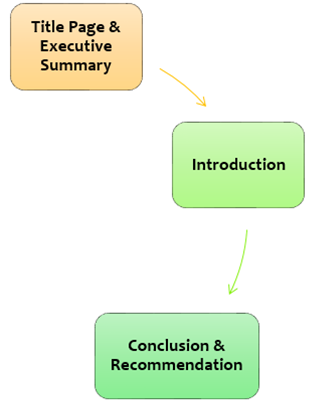 Title Page &
Executive
Summary
Introduction
Conclusion &
Recommendation